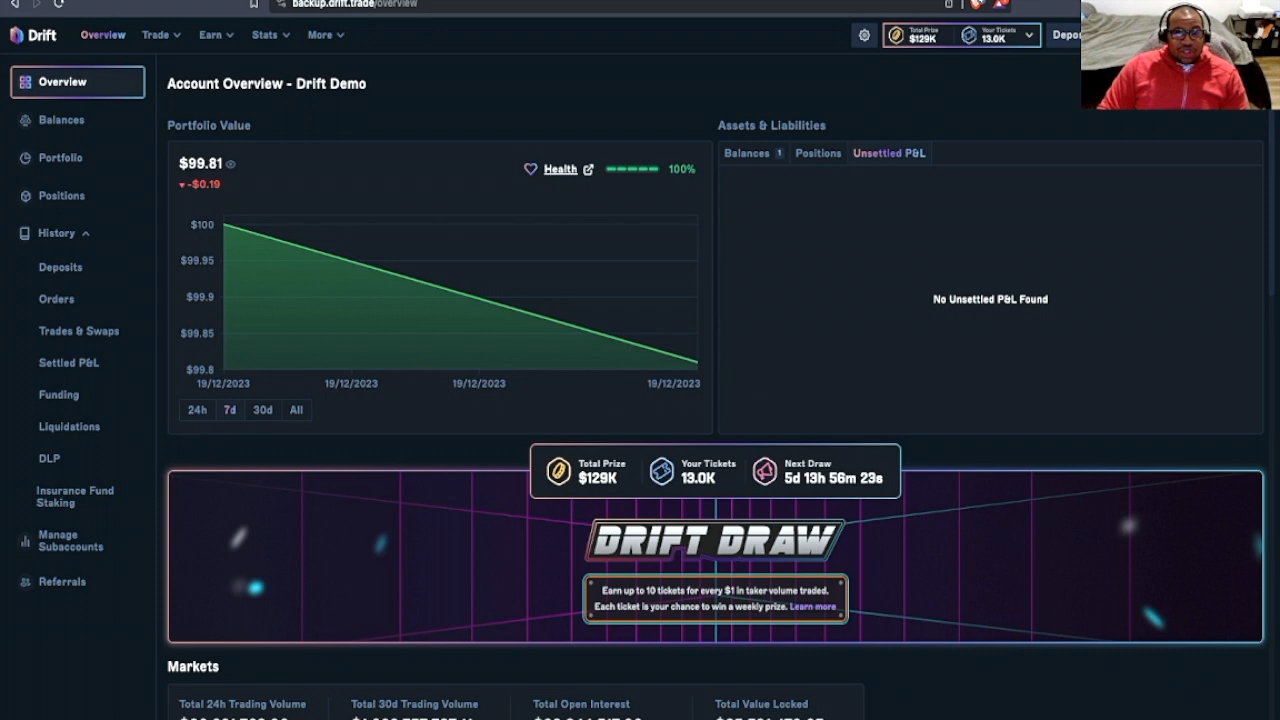 backup.drift.trade/overview
Drift
Overview
Trade
Earn
Stats
More
Total Prize
$129K
Your Tickets
13.0K
Overview
Account Overview - Drift Demo
Balances
Portfolio
Positions
History
Deposits
Orders
Trades & Swaps
Settled P&L
Funding
Liquidations
DLP
Insurance Fund
Staking
Manage
Subaccounts
Referrals
Portfolio Value
$99.81
-$0.19
Health
100%
$100
$99.95
$99.9
$99.85
$99.8
19/12/2023
19/12/2023
19/12/2023
19/12/2023
24h
7d
30d
All
Assets & Liabilities
Balances 1
Positions
Unsettled P&L
No Unsettled P&L Found
Total Prize
$129K
Your Tickets
13.0K
Next Draw
5d 13h 56m 23s
DRIFT DRAW
Earn up to 10 tickets for every $1 in taker volume traded.
Each ticket is your chance to win a weekly prize. Learn more
Markets
Total 24h Trading Volume
Total 30d Trading Volume
Total Open Interest
Total Value Locked